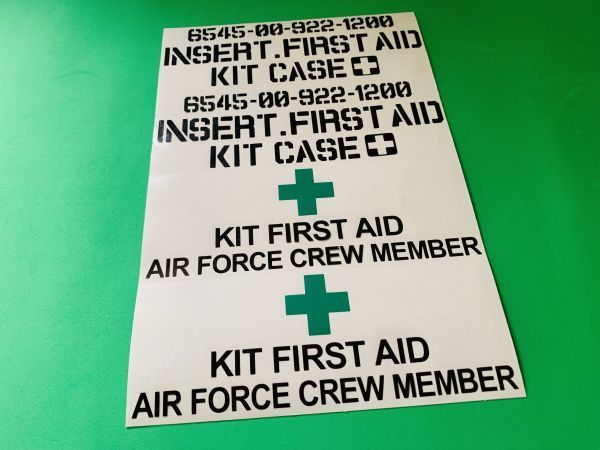 6545-00-922-1200
INSERT.FIRST AID
KIT CASE
6545-00-922-1200
INSERT.FIRST AID
KIT CASE
KIT FIRST AID
AIR FORCE CREW MEMBER
KIT FIRST AID
AIR FORCE CREW MEMBER